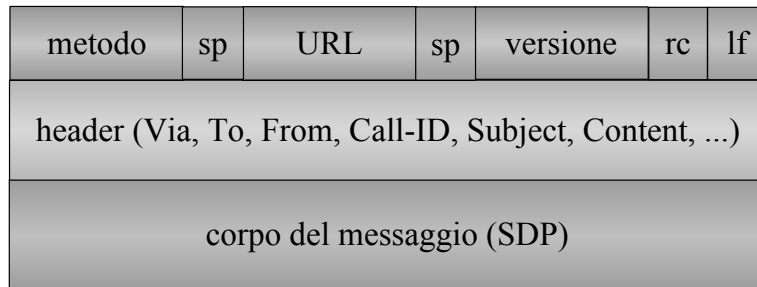 metodo sp URL sp versione rc lf
header (Via, To, From, Call-ID, Subject, Content, ...)
corpo del messaggio (SDP)